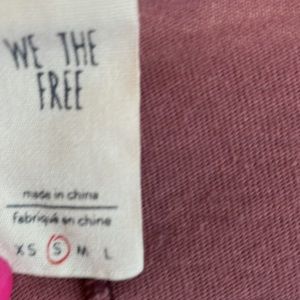 WE THE
FREE
made in china
fabriqué en chine
XS S M L